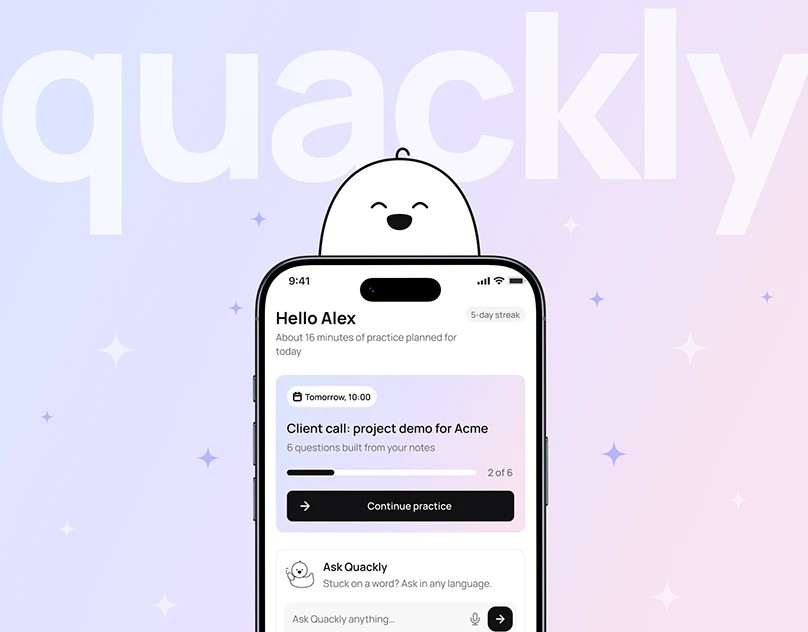 quackly
9:41
Hello Alex
5-day streak
About 16 minutes of practice planned for
today
Tomorrow, 10:00
Client call: project demo for Acme
6 questions built from your notes
2 of 6
Continue practice
Ask Quackly
Stuck on a word? Ask in any language.
Ask Quackly anything...